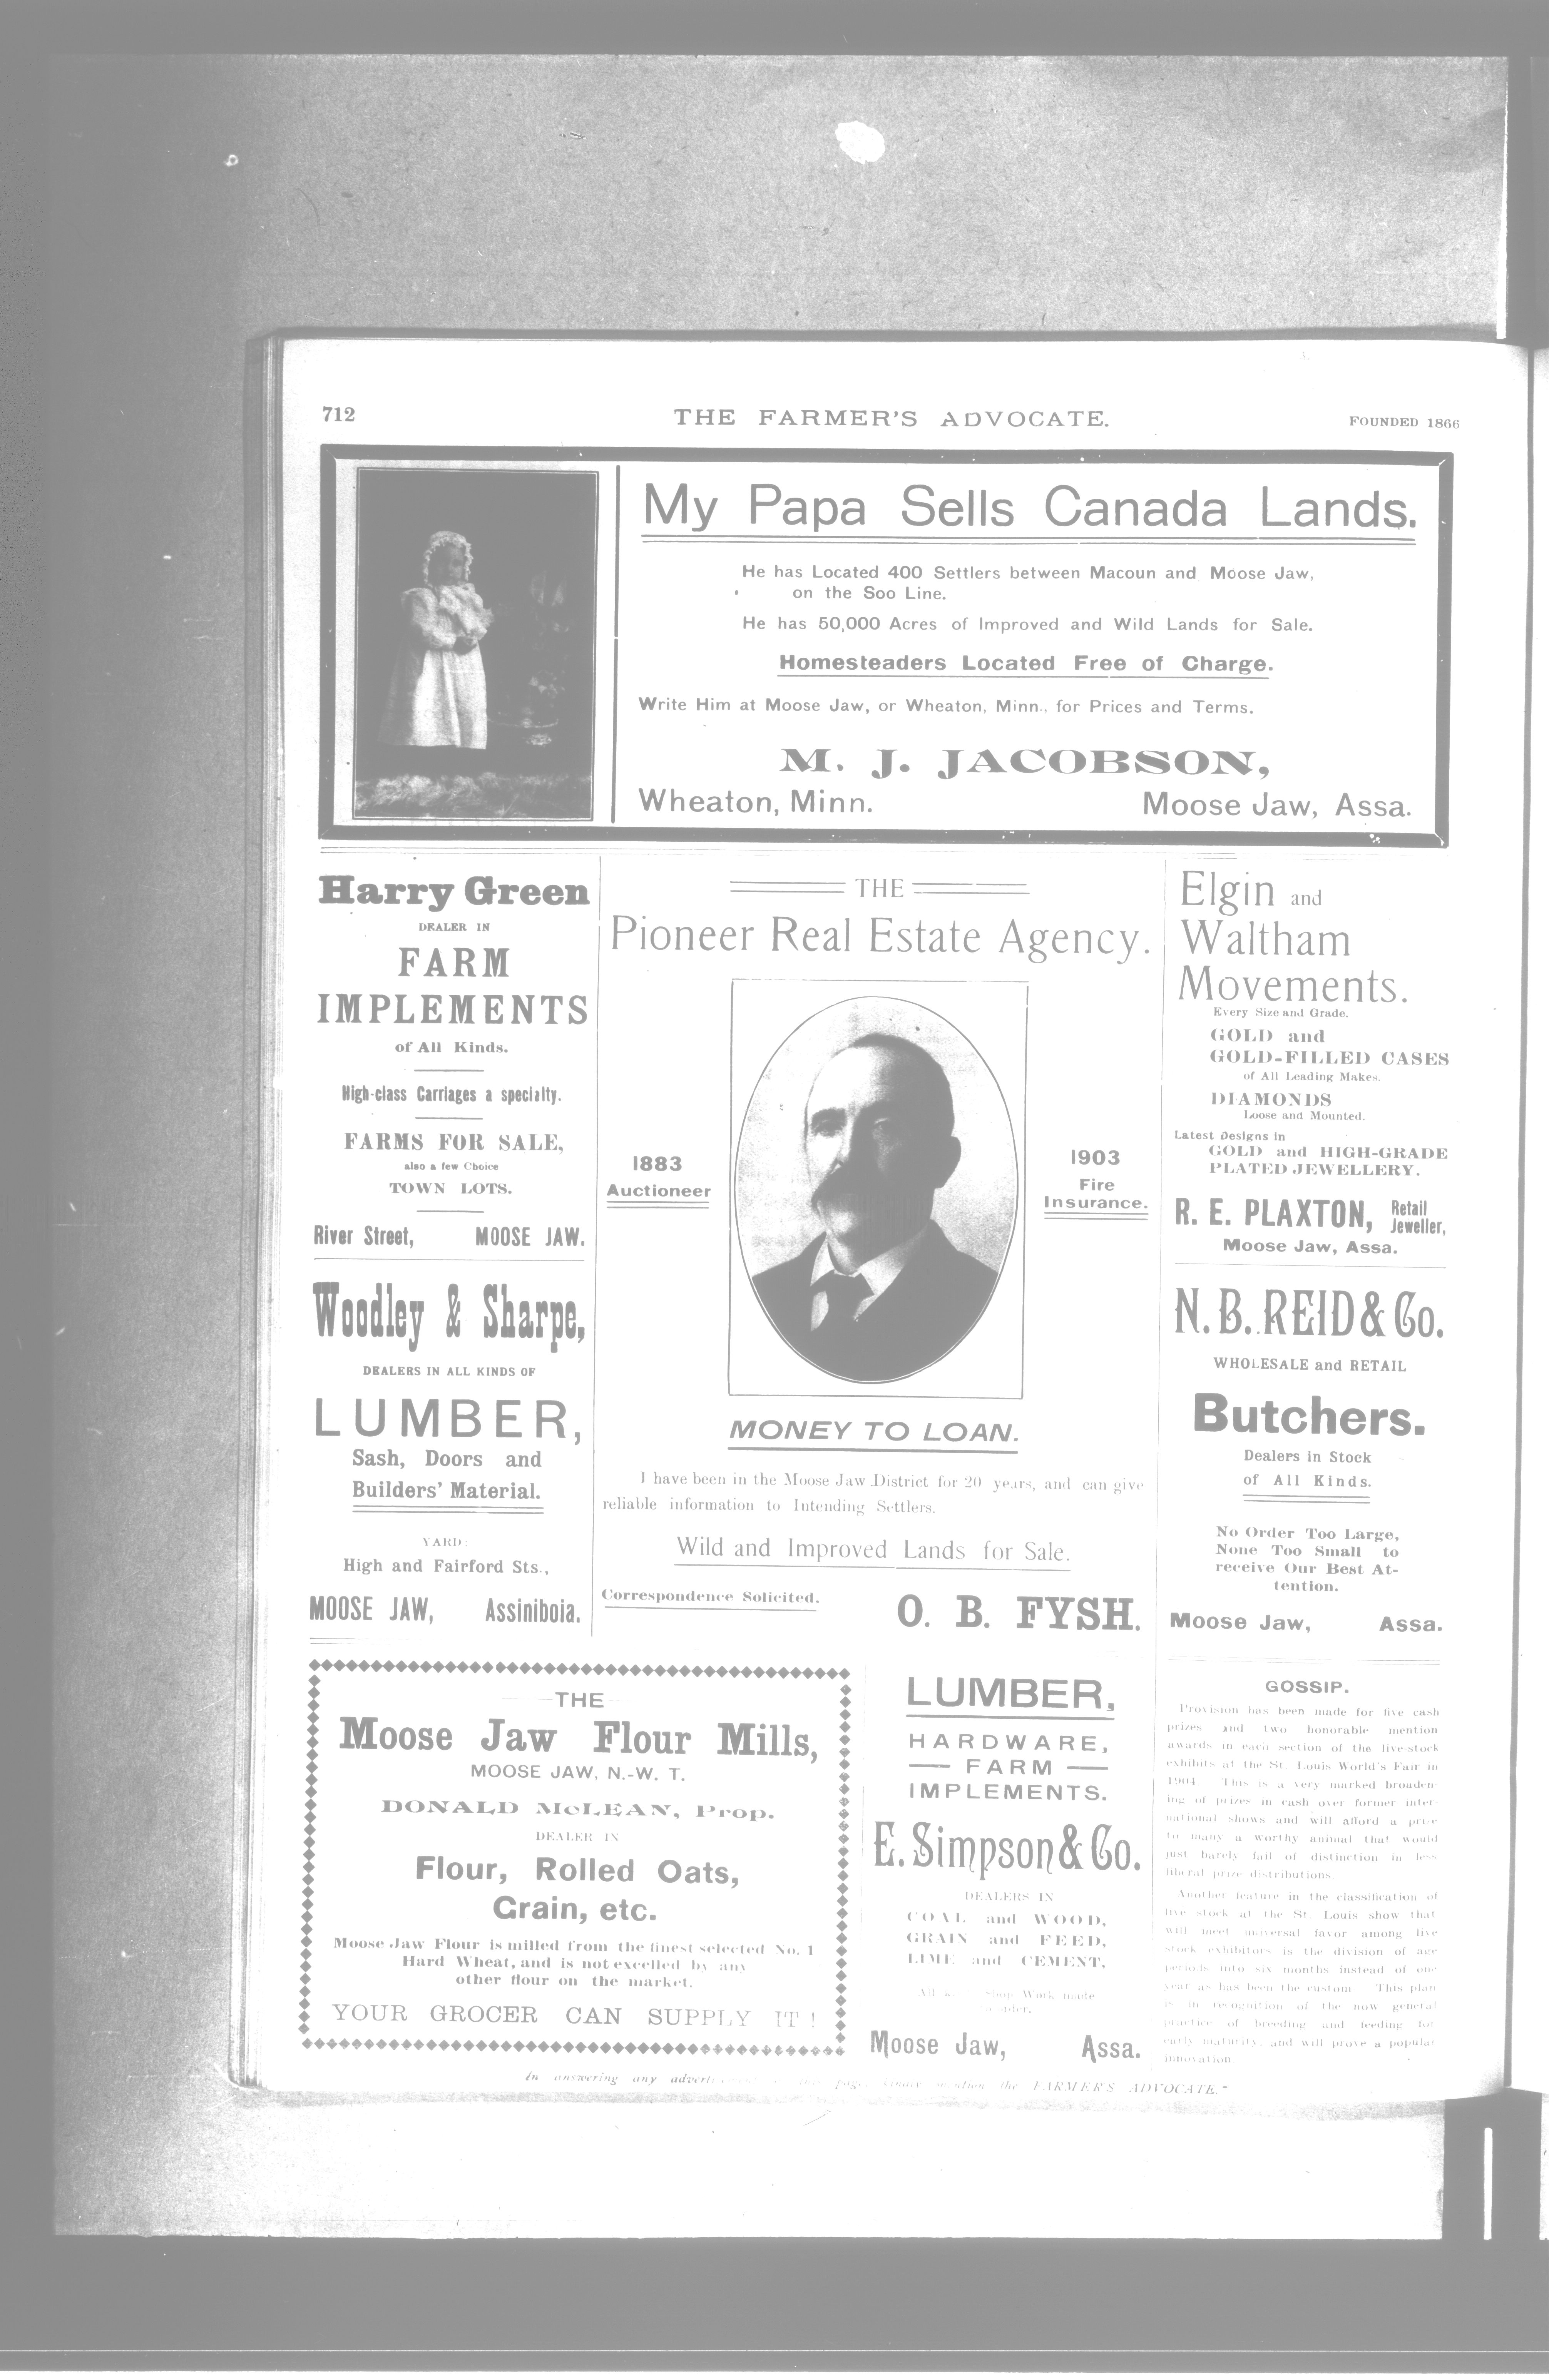 712
THE FARMER'S ADVOCATE.
FOUNDED 1866
My Papa Sells Canada Lands.
He has Located 400 Settlers between Macoun and Moose Jaw,
on the Soo Line.
He has 50,000 Acres of Improved and Wild Lands for Sale.
Homesteaders Located Free of Charge.
Write Him at Moose Jaw, or Wheaton, Minn., for Prices and Terms.
M. J. JACOBSON,
Wheaton, Minn. Moose Jaw, Assa.
Harry Green
DEALER IN
FARM
IMPLEMENTS
of All Kinds.
High-class Carriages a specialty.
FARMS FOR SALE,
also a few Choice
TOWN LOTS.
River Street, MOOSE JAW.
Woodley & Sharpe,
DEALERS IN ALL KINDS OF
LUMBER,
Sash, Doors and
Builders' Material.
YARD:
High and Fairford Sts.,
MOOSE JAW, Assiniboia.
THE
Pioneer Real Estate Agency.
1883
Auctioneer
1903
Fire
Insurance.
MONEY TO LOAN.
I have been in the Moose Jaw District for 20 years, and can give
reliable information to Intending Settlers.
Wild and Improved Lands for Sale.
Correspondence Solicited.
O. B. FYSH.
Elgin and
Waltham
Movements.
Every Size and Grade.
GOLD and
GOLD-FILLED CASES
of All Leading Makes.
DIAMONDS
Loose and Mounted.
Latest Designs in
GOLD and HIGH-GRADE
PLATED JEWELLERY.
R. E. PLAXTON, Retail
Jeweller,
Moose Jaw, Assa.
N. B. REID & Co.
WHOLESALE and RETAIL
Butchers.
Dealers in Stock
of All Kinds.
No Order Too Large,
None Too Small to
receive Our Best At-
tention.
Moose Jaw, Assa.
THE
Moose Jaw Flour Mills,
MOOSE JAW, N.-W. T.
DONALD McLEAN, Prop.
DEALER IN
Flour, Rolled Oats,
Grain, etc.
Moose Jaw Flour is milled from the finest selected No. 1
Hard Wheat, and is not excelled by any
other flour on the market.
YOUR GROCER CAN SUPPLY IT!
LUMBER,
HARDWARE,
FARM
IMPLEMENTS.
E. Simpson & Co.
DEALERS IN
COAL and WOOD,
GRAIN and FEED,
LIME and CEMENT,
All Shop Work made
order.
Moose Jaw, Assa.
GOSSIP.
Provision has been made for five cash
prizes and two honorable mention
awards in each section of the live-stock
exhibits at the St. Louis World's Fair in
1904. This is a very marked broaden-
ing of prizes in cash over former inter-
national shows and will afford a prize
to many a worthy animal that would
just barely fail of distinction in less
liberal prize distributions.
Another feature in the classification of
live stock at the St. Louis show that
will meet universal favor among live
stock exhibitors is the division of age
periods into six months instead of one
year as has been the custom. This plan
is in recognition of the now general
practice of breeding and feeding for
early maturity, and will prove a popular
innovation
In answering any page, mention the FARMER'S ADVOCATE."